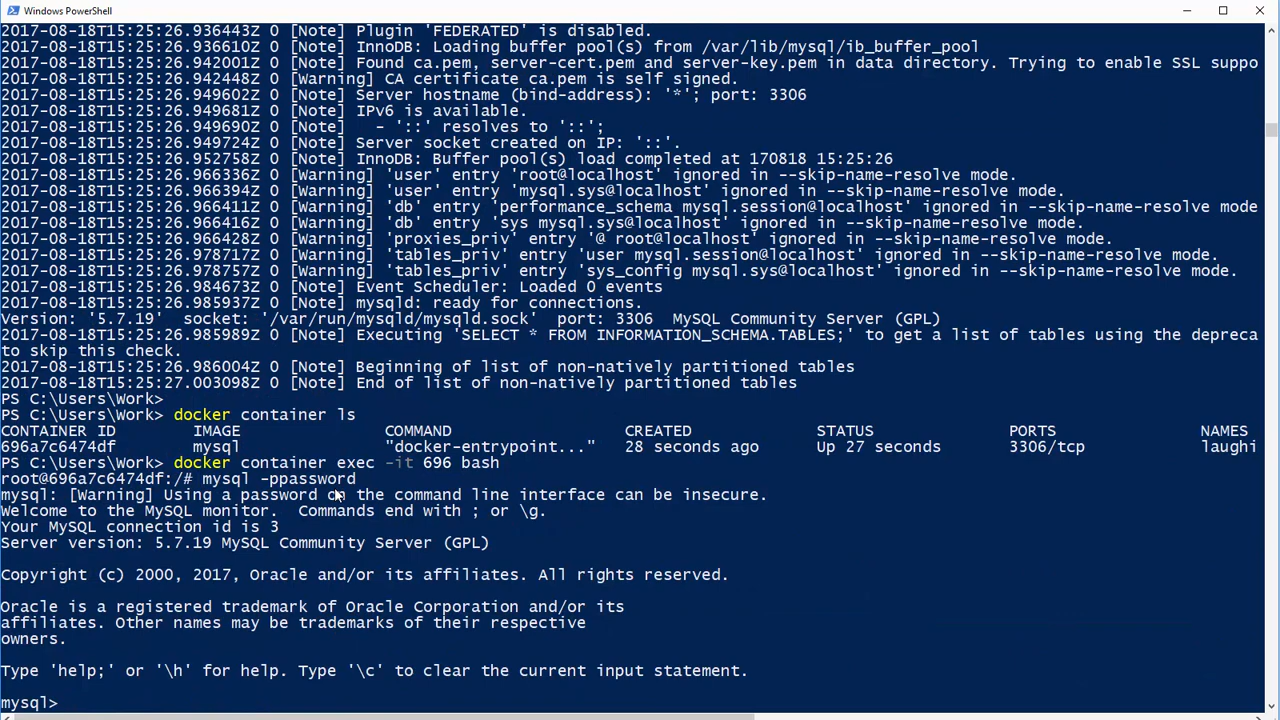 Windows PowerShell
2017-08-18T15:25:26.936443Z 0 [Note] Plugin 'FEDERATED' is disabled.
2017-08-18T15:25:26.936610Z 0 [Note] InnoDB: Loading buffer pool(s) from /var/lib/mysql/ib_buffer_pool
2017-08-18T15:25:26.942001Z 0 [Note] Found ca.pem, server-cert.pem and server-key.pem in data directory. Trying to enable SSL suppo
2017-08-18T15:25:26.942448Z 0 [Warning] CA certificate ca.pem is self signed.
2017-08-18T15:25:26.949602Z 0 [Note] Server hostname (bind-address): '*'; port: 3306
2017-08-18T15:25:26.949681Z 0 [Note] IPv6 is available.
2017-08-18T15:25:26.949690Z 0 [Note]   - '::' resolves to '::';
2017-08-18T15:25:26.949724Z 0 [Note] Server socket created on IP: '::'.
2017-08-18T15:25:26.952758Z 0 [Note] InnoDB: Buffer pool(s) load completed at 170818 15:25:26
2017-08-18T15:25:26.966336Z 0 [Warning] 'user' entry 'root@localhost' ignored in --skip-name-resolve mode.
2017-08-18T15:25:26.966394Z 0 [Warning] 'user' entry 'mysql.sys@localhost' ignored in --skip-name-resolve mode.
2017-08-18T15:25:26.966411Z 0 [Warning] 'db' entry 'performance_schema mysql.session@localhost' ignored in --skip-name-resolve mode
2017-08-18T15:25:26.966416Z 0 [Warning] 'db' entry 'sys mysql.sys@localhost' ignored in --skip-name-resolve mode.
2017-08-18T15:25:26.966428Z 0 [Warning] 'proxies_priv' entry '@ root@localhost' ignored in --skip-name-resolve mode.
2017-08-18T15:25:26.978717Z 0 [Warning] 'tables_priv' entry 'user mysql.session@localhost' ignored in --skip-name-resolve mode.
2017-08-18T15:25:26.978757Z 0 [Warning] 'tables_priv' entry 'sys_config mysql.sys@localhost' ignored in --skip-name-resolve mode.
2017-08-18T15:25:26.984673Z 0 [Note] Event Scheduler: Loaded 0 events
2017-08-18T15:25:26.985937Z 0 [Note] mysqld: ready for connections.
Version: '5.7.19'  socket: '/var/run/mysqld/mysqld.sock'  port: 3306  MySQL Community Server (GPL)
2017-08-18T15:25:26.985989Z 0 [Note] Executing 'SELECT * FROM INFORMATION_SCHEMA.TABLES;' to get a list of tables using the depreca
to skip this check.
2017-08-18T15:25:26.986004Z 0 [Note] Beginning of list of non-natively partitioned tables
2017-08-18T15:25:27.003098Z 0 [Note] End of list of non-natively partitioned tables
PS C:\Users\Work>
PS C:\Users\Work> docker container ls
CONTAINER ID        IMAGE               COMMAND                  CREATED             STATUS              PORTS               NAMES
696a7c6474df        mysql               "docker-entrypoint..."   28 seconds ago      Up 27 seconds       3306/tcp            laughi
PS C:\Users\Work> docker container exec -it 696 bash
root@696a7c6474df:/# mysql -ppassword
mysql: [Warning] Using a password on the command line interface can be insecure.
Welcome to the MySQL monitor.  Commands end with ; or \g.
Your MySQL connection id is 3
Server version: 5.7.19 MySQL Community Server (GPL)
Copyright (c) 2000, 2017, Oracle and/or its affiliates. All rights reserved.
Oracle is a registered trademark of Oracle Corporation and/or its
affiliates. Other names may be trademarks of their respective
owners.
Type 'help;' or '\h' for help. Type '\c' to clear the current input statement.
mysql>